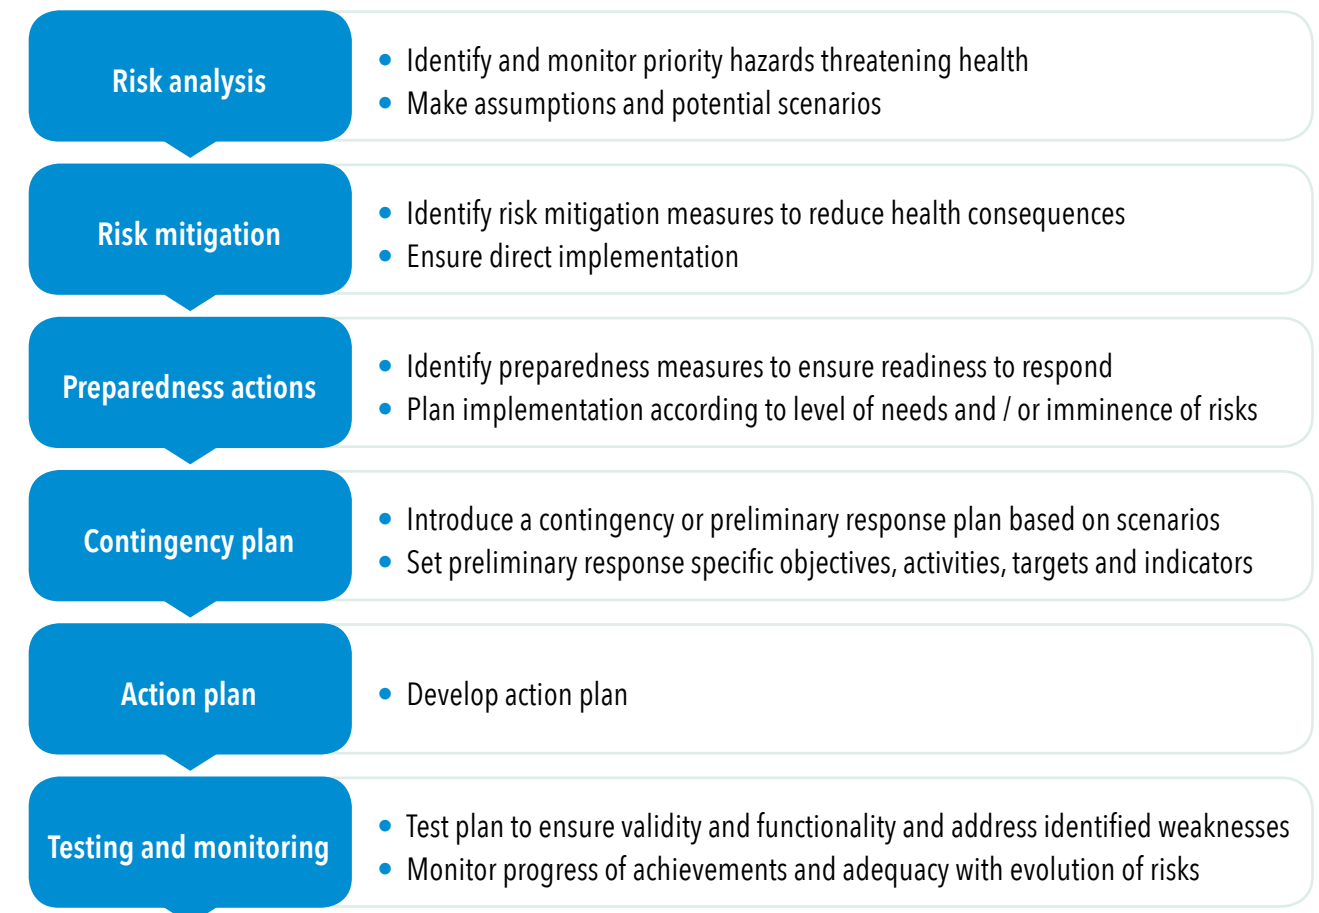 Risk analysis
• Identify and monitor priority hazards threatening health
• Make assumptions and potential scenarios
Risk mitigation
• Identify risk mitigation measures to reduce health consequences
• Ensure direct implementation
Preparedness actions
• Identify preparedness measures to ensure readiness to respond
• Plan implementation according to level of needs and / or imminence of risks
Contingency plan
• Introduce a contingency or preliminary response plan based on scenarios
• Set preliminary response specific objectives, activities, targets and indicators
Action plan
• Develop action plan
Testing and monitoring
• Test plan to ensure validity and functionality and address identified weaknesses
• Monitor progress of achievements and adequacy with evolution of risks